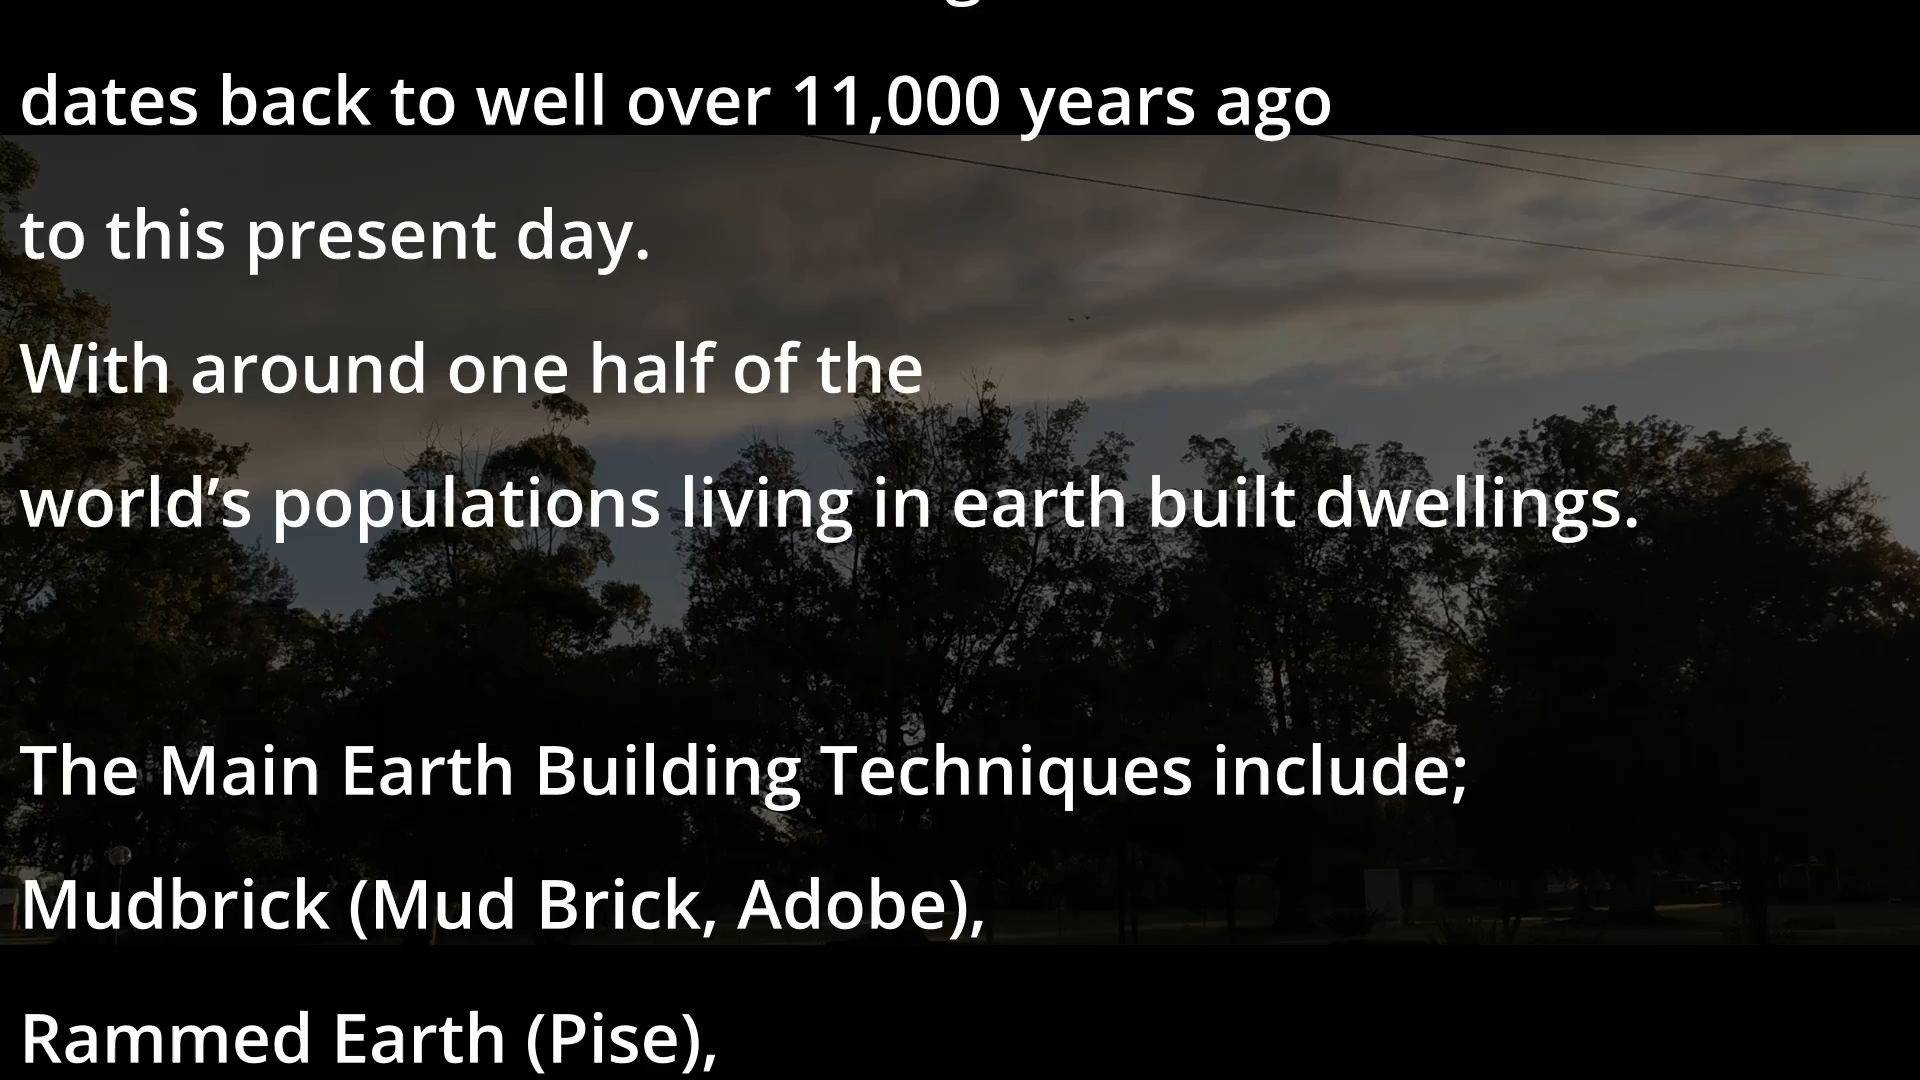 dates back to well over 11,000 years ago
to this present day.
With around one half of the
world’s populations living in earth built dwellings.
The Main Earth Building Techniques include;
Mudbrick (Mud Brick, Adobe),
Rammed Earth (Pise),